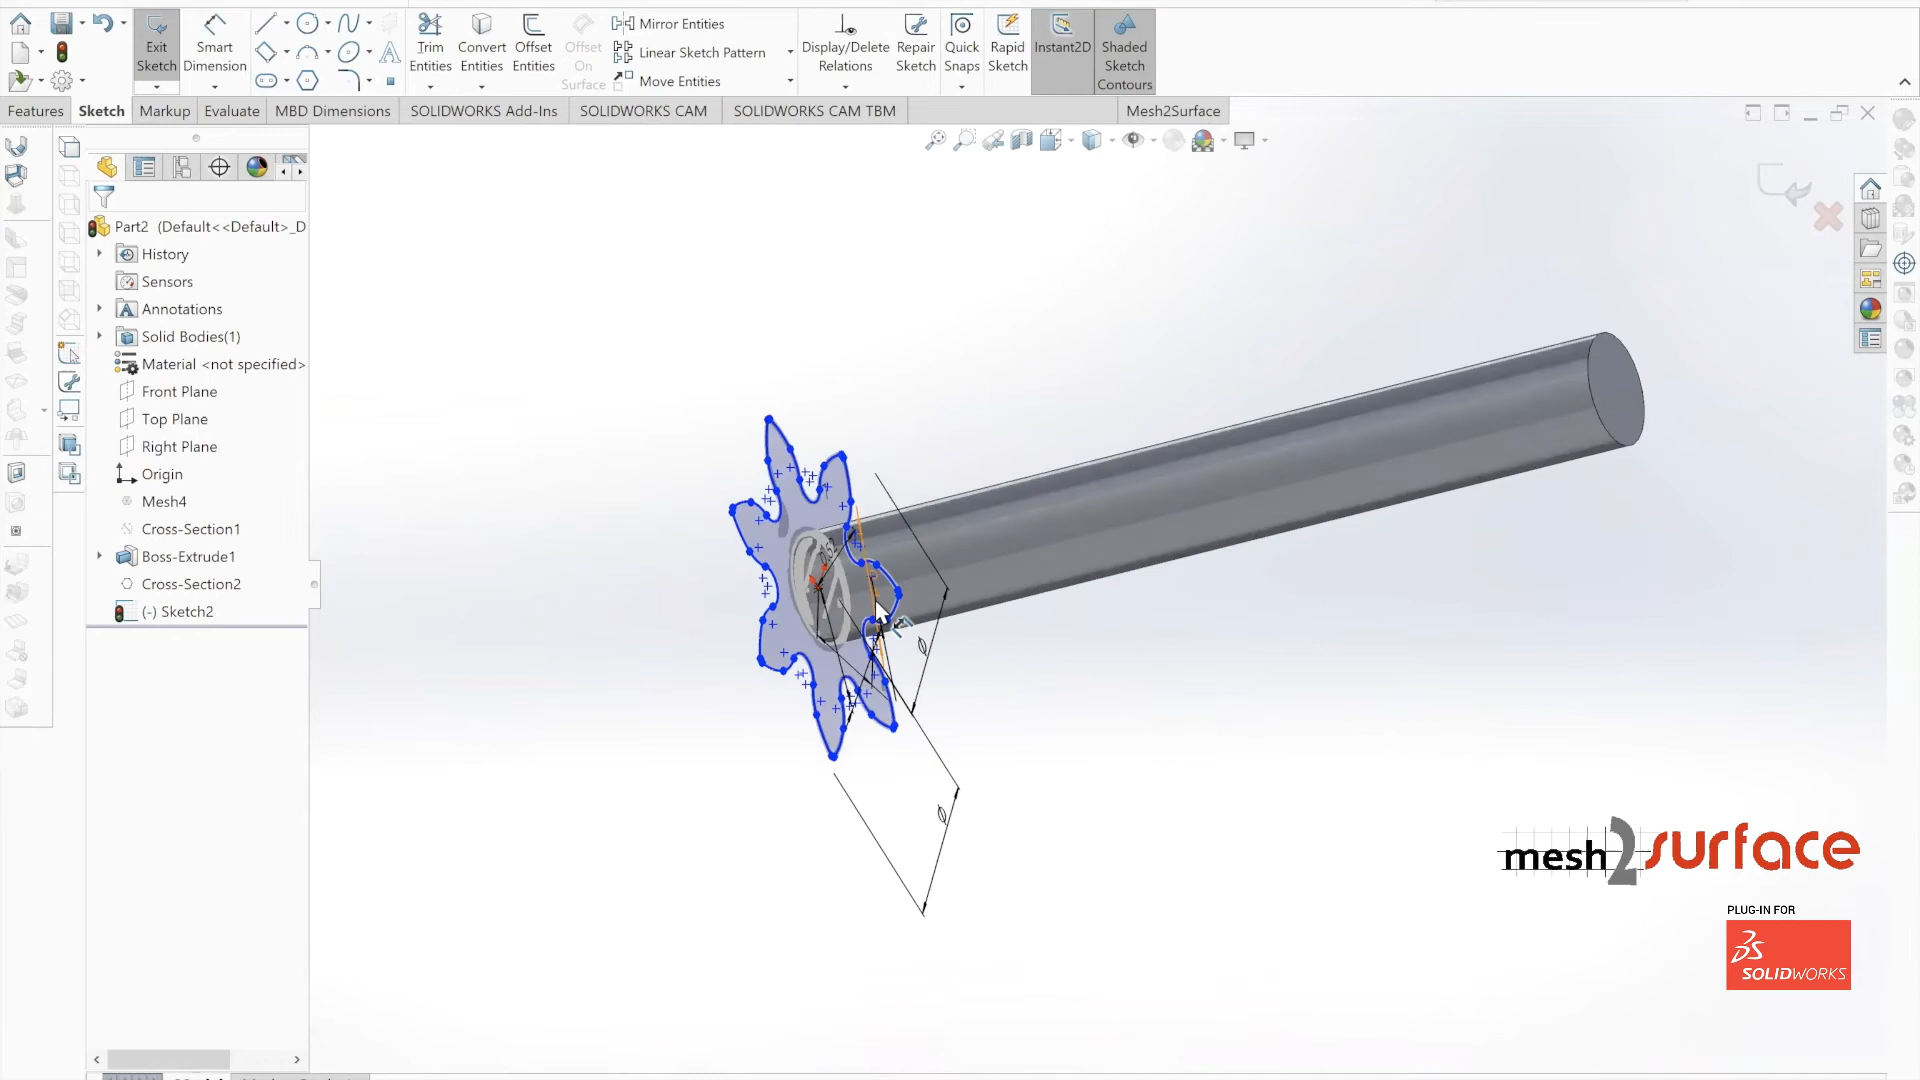 Exit
Sketch
Smart
Dimension
Trim
Entities
Convert
Entities
Offset
Entities
Offset
On
Surface
Mirror Entities
Linear Sketch Pattern
Move Entities
Display/Delete
Relations
Repair
Sketch
Quick
Snaps
Rapid
Sketch
Instant2D
Shaded
Sketch
Contours
Features
Sketch
Markup
Evaluate
MBD Dimensions
SOLIDWORKS Add-Ins
SOLIDWORKS CAM
SOLIDWORKS CAM TBM
Mesh2Surface
Part2 (Default<<Default>_D
History
Sensors
Annotations
Solid Bodies(1)
Material <not specified>
Front Plane
Top Plane
Right Plane
Origin
Mesh4
Cross-Section1
Boss-Extrude1
Cross-Section2
(-) Sketch2
mesh2surface
PLUG-IN FOR
SOLIDWORKS